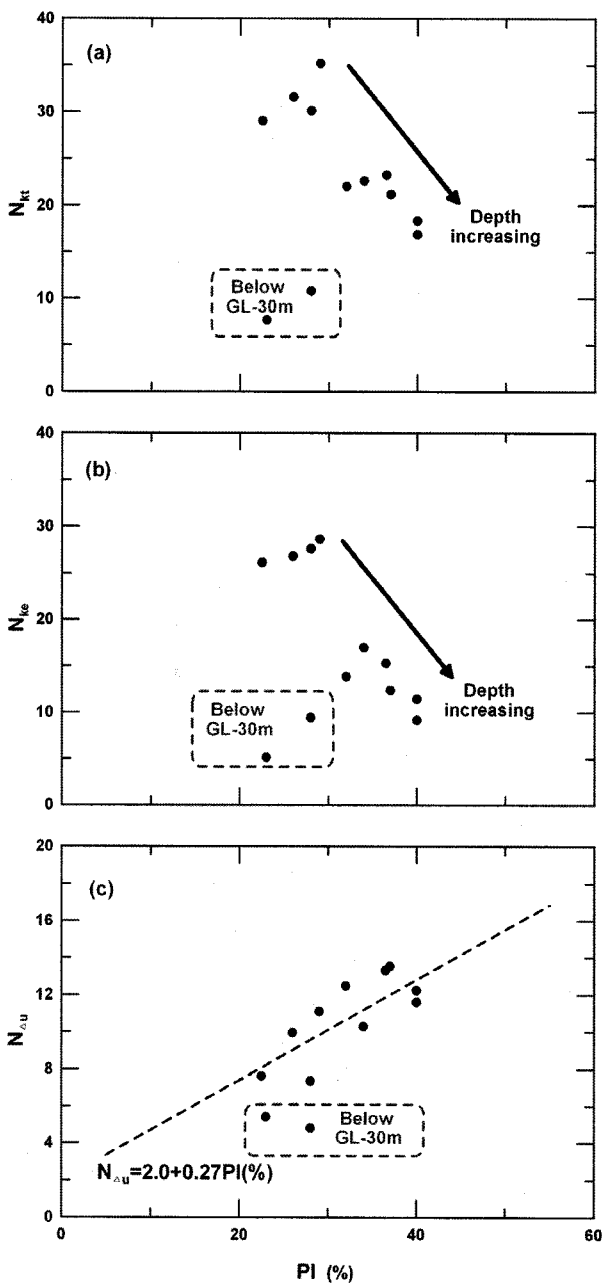 40
(a)
30
N_kt
20
Depth
increasing
Below
GL-30m
10
0
40
(b)
30
N_ke
20
Depth
increasing
Below
GL-30m
10
0
20
(c)
16
12
N_△u
8
Below
GL-30m
4
N_△u=2.0+0.27PI(%)
0
0 20 40 60
PI (%)